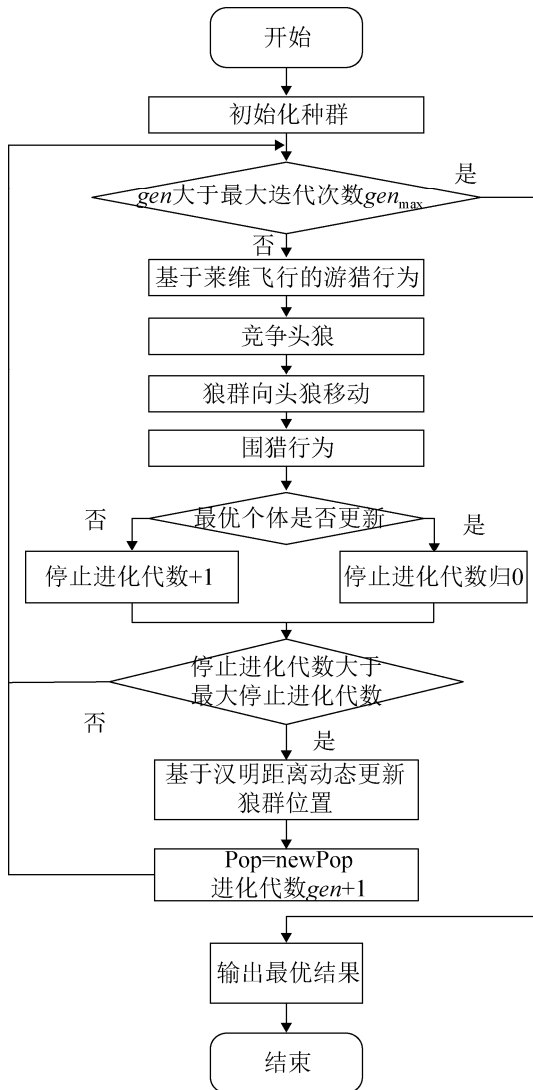 开始
初始化种群
gen大于最大迭代次数genmax
是
否
基于莱维飞行的游猎行为
竞争头狼
狼群向头狼移动
围猎行为
最优个体是否更新
否
是
停止进化代数+1
停止进化代数归0
停止进化代数大于
最大停止进化代数
否
是
基于汉明距离动态更新
狼群位置
Pop=newPop
进化代数gen+1
输出最优结果
结束